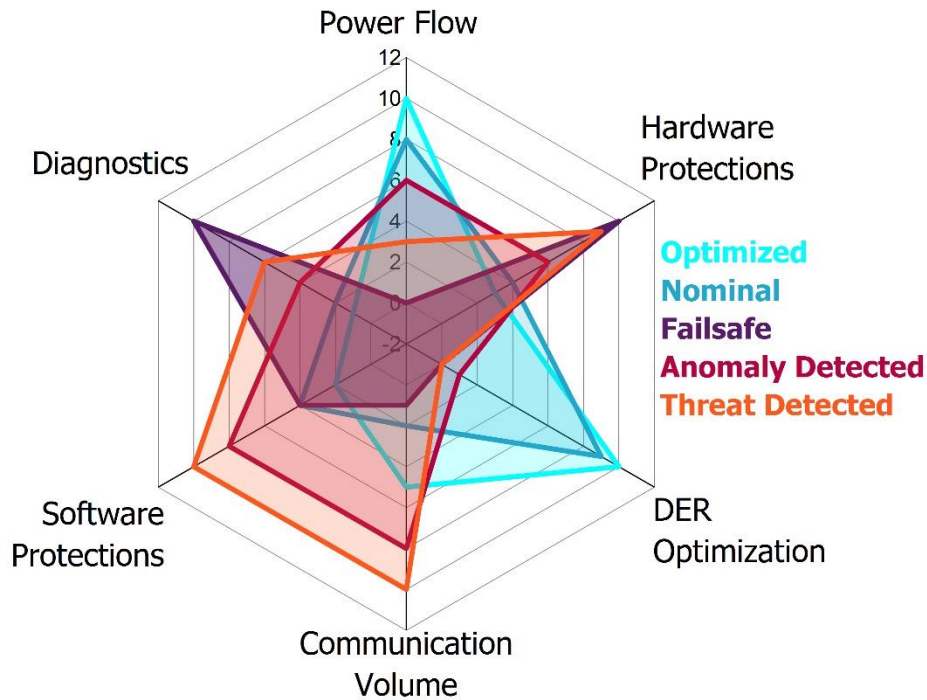 Power Flow
12
10
8
6
4
2
0
-2
Hardware
Protections
Diagnostics
Optimized
Nominal
Failsafe
Anomaly Detected
Threat Detected
Software
Protections
DER
Optimization
Communication
Volume